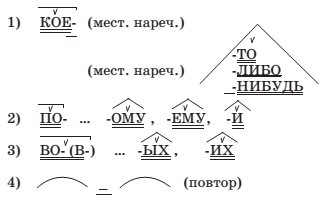 1) КОЕ- (мест. нареч.)
-ТО
(мест. нареч.) -ЛИБО
-НИБУДЬ
2) ПО- ... -ОМУ , -ЕМУ, -И
3) ВО- (В-) ... -ЫХ , -ИХ
4) – (повтор)